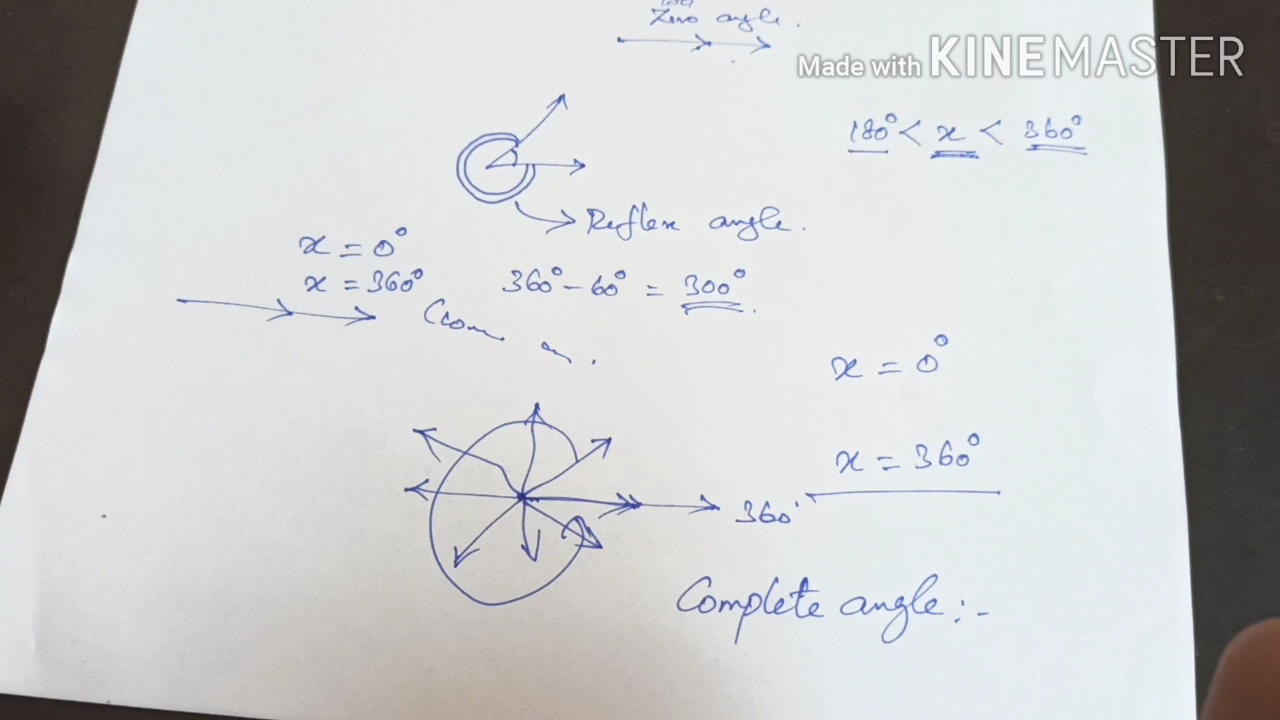 Zero angle.
Made with KINEMASTER
180° < x < 360°
Reflex angle.
x = 0°
x = 360°
360° - 60° = 300°.
x = 0°
x = 360°
360°
Complete angle :-